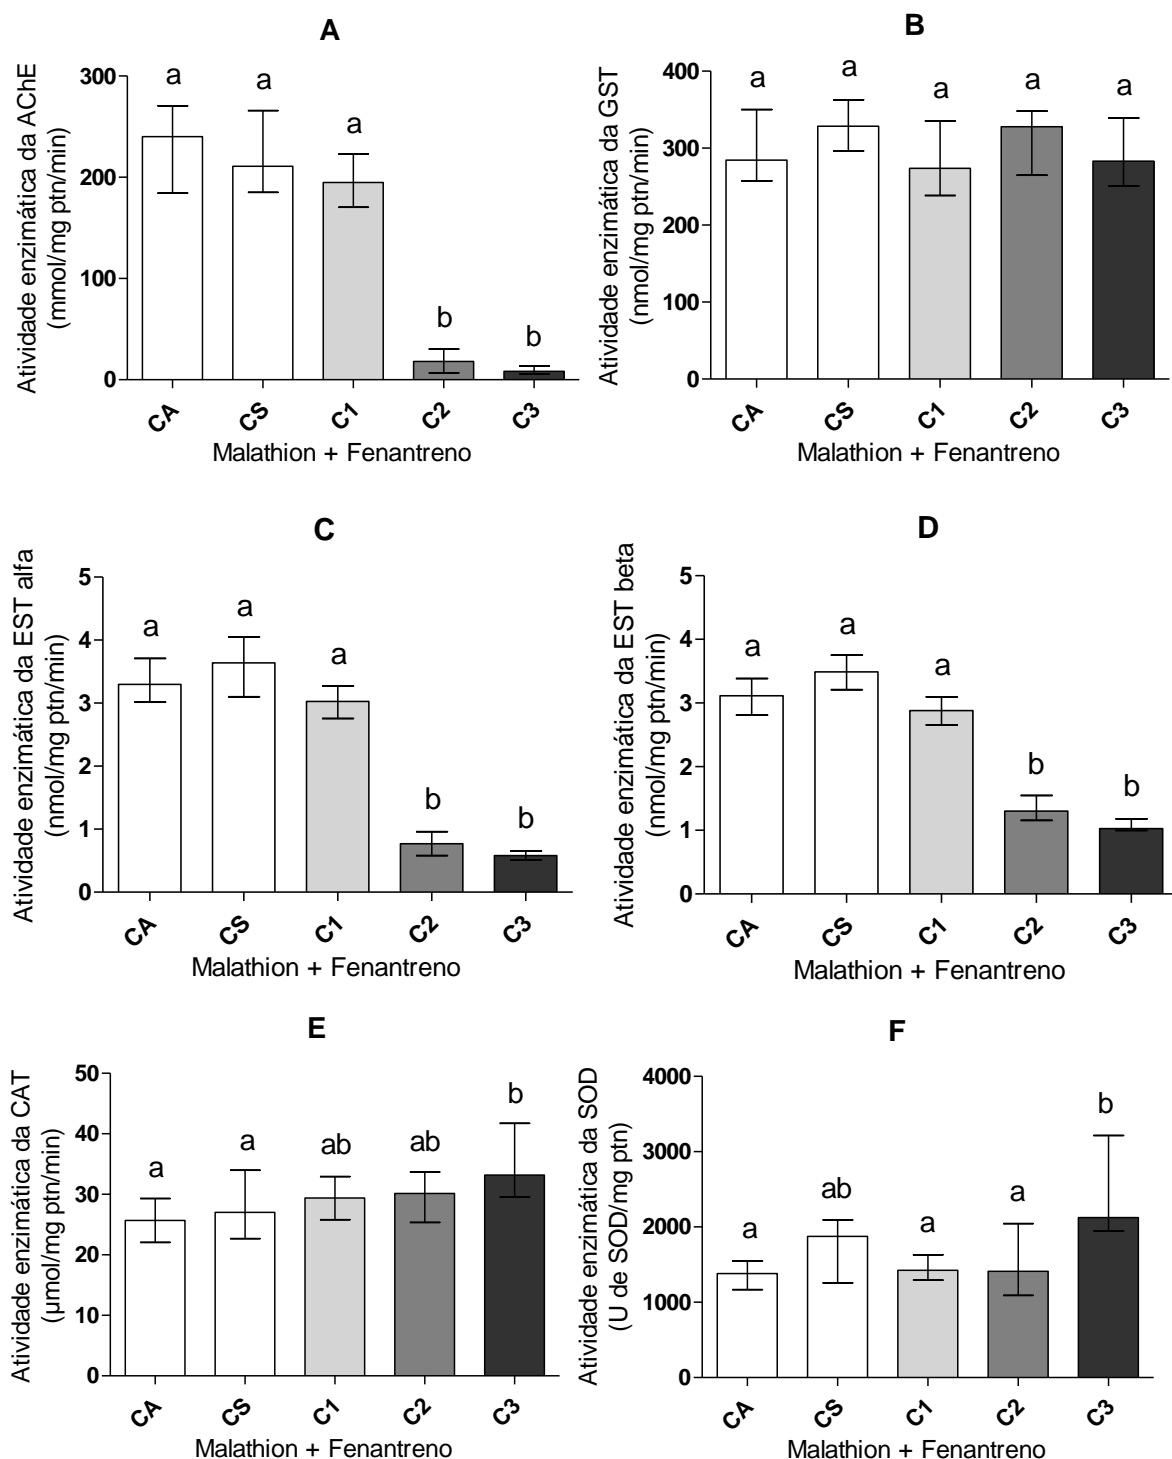 A
Atividade enzimática da AChE
(mmol/mg ptn/min)
300
200
100
0
a
a
a
b
b
CA
CS
C1
C2
C3
Malathion + Fenantreno
B
Atividade enzimática da GST
(nmol/mg ptn/min)
400
300
200
100
0
a
a
a
a
a
CA
CS
C1
C2
C3
Malathion + Fenantreno
C
Atividade enzimática da EST alfa
(nmol/mg ptn/min)
5
4
3
2
1
0
a
a
a
b
b
CA
CS
C1
C2
C3
Malathion + Fenantreno
D
Atividade enzimática da EST beta
(nmol/mg ptn/min)
5
4
3
2
1
0
a
a
a
b
b
CA
CS
C1
C2
C3
Malathion + Fenantreno
E
Atividade enzimática da CAT
(µmol/mg ptn/min)
50
40
30
20
10
0
a
a
ab
ab
b
CA
CS
C1
C2
C3
Malathion + Fenantreno
F
Atividade enzimática da SOD
(U de SOD/mg ptn)
4000
3000
2000
1000
0
a
ab
a
a
b
CA
CS
C1
C2
C3
Malathion + Fenantreno